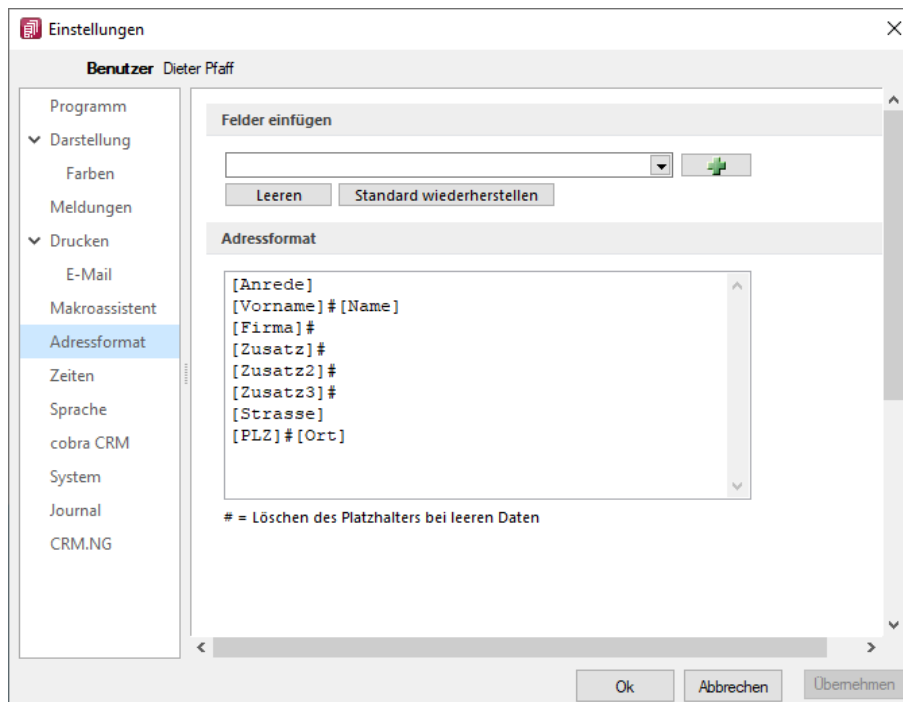 Einstellungen
Benutzer Dieter Pfaff
Programm
Darstellung
Farben
Meldungen
Drucken
E-Mail
Makroassistent
Adressformat
Zeiten
Sprache
cobra CRM
System
Journal
CRM.NG
Felder einfügen
Leeren
Standard wiederherstellen
Adressformat
[Anrede]
[Vorname]#[Name]
[Firma]#
[Zusatz]#
[Zusatz2]#
[Zusatz3]#
[Strasse]
[PLZ]#[Ort]
# = Löschen des Platzhalters bei leeren Daten
Ok
Abbrechen
Übernehmen